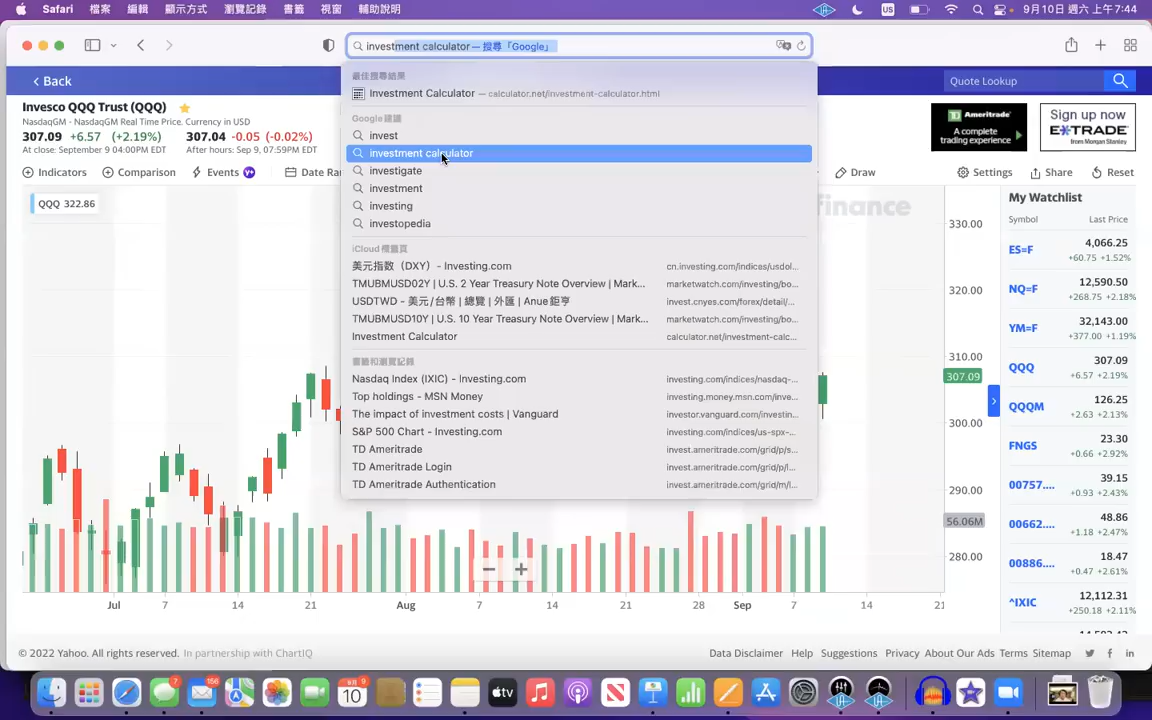 Safari 檔案 編輯 顯示方式 瀏覽記錄 書籤 視窗 輔助說明 US 9月10日 週六 上午7:44
investment calculator — 搜尋「Google」
Back
Quote Lookup
Invesco QQQ Trust (QQQ)
NasdaqGM - NasdaqGM Real Time Price. Currency in USD
307.09 +6.57 (+2.19%) 307.04 -0.05 (-0.02%)
At close: September 9 04:00PM EDT After hours: Sep 9, 07:59PM EDT
Ameritrade
A complete
trading experience
Sign up now
E*TRADE
from Morgan Stanley
Indicators Comparison Events Date Ra Draw Settings Share Reset
最佳搜尋結果
Investment Calculator — calculator.net/investment-calculator.html
Google建議
invest
investment calculator
investigate
investment
investing
investopedia
iCloud 標籤頁
美元指数（DXY）- Investing.com cn.investing.com/indices/usdol...
TMUBMUSD02Y | U.S. 2 Year Treasury Note Overview | Mark... marketwatch.com/investing/bo...
USDTWD - 美元/台幣 | 總覽 | 外匯 | Anue鉅亨 invest.cnyes.com/forex/detail/...
TMUBMUSD10Y | U.S. 10 Year Treasury Note Overview | Mark... marketwatch.com/investing/bo...
Investment Calculator calculator.net/investment-calc...
書籤和瀏覽記錄
Nasdaq Index (IXIC) - Investing.com investing.com/indices/nasdaq-...
Top holdings - MSN Money investing.money.msn.com/inve...
The impact of investment costs | Vanguard investor.vanguard.com/investin...
S&P 500 Chart - Investing.com investing.com/indices/us-spx-...
TD Ameritrade invest.ameritrade.com/grid/p/s...
TD Ameritrade Login invest.ameritrade.com/grid/p/l...
TD Ameritrade Authentication invest.ameritrade.com/grid/m/l...
QQQ 322.86
finance
330.00
320.00
310.00
307.09
300.00
290.00
56.06M
280.00
Jul 7 14 21 Aug 7 14 21 28 Sep 7 14 21
My Watchlist
Symbol Last Price
ES=F 4,066.25
+60.75 +1.52%
NQ=F 12,590.50
+268.75 +2.18%
YM=F 32,143.00
+377.00 +1.19%
QQQ 307.09
+6.57 +2.19%
QQQM 126.25
+2.63 +2.13%
FNGS 23.30
+0.66 +2.92%
00757.... 39.15
+0.93 +2.43%
00662.... 48.86
+1.18 +2.47%
00886.... 18.47
+0.47 +2.61%
^IXIC 12,112.31
+250.18 +2.11%
© 2022 Yahoo. All rights reserved. In partnership with ChartIQ
Data Disclaimer Help Suggestions Privacy About Our Ads Terms Sitemap
7 156 9月 10 tv